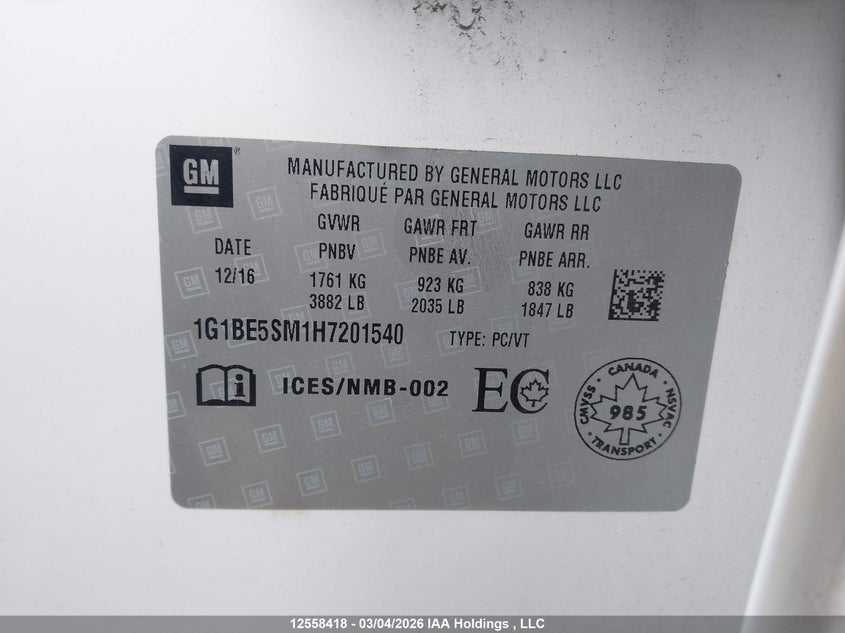 GM
MANUFACTURED BY GENERAL MOTORS LLC
FABRIQUÉ PAR GENERAL MOTORS LLC
DATE
12/16
GVWR
PNBV
1761 KG
3882 LB
GAWR FRT
PNBE AV.
923 KG
2035 LB
GAWR RR
PNBE ARR.
838 KG
1847 LB
1G1BE5SM1H7201540 TYPE: PC/VT
ICES/NMB-002 EC
CANADA
CMVSS 985 NSVAC
TRANSPORT
12558418 - 03/04/2026 IAA Holdings , LLC